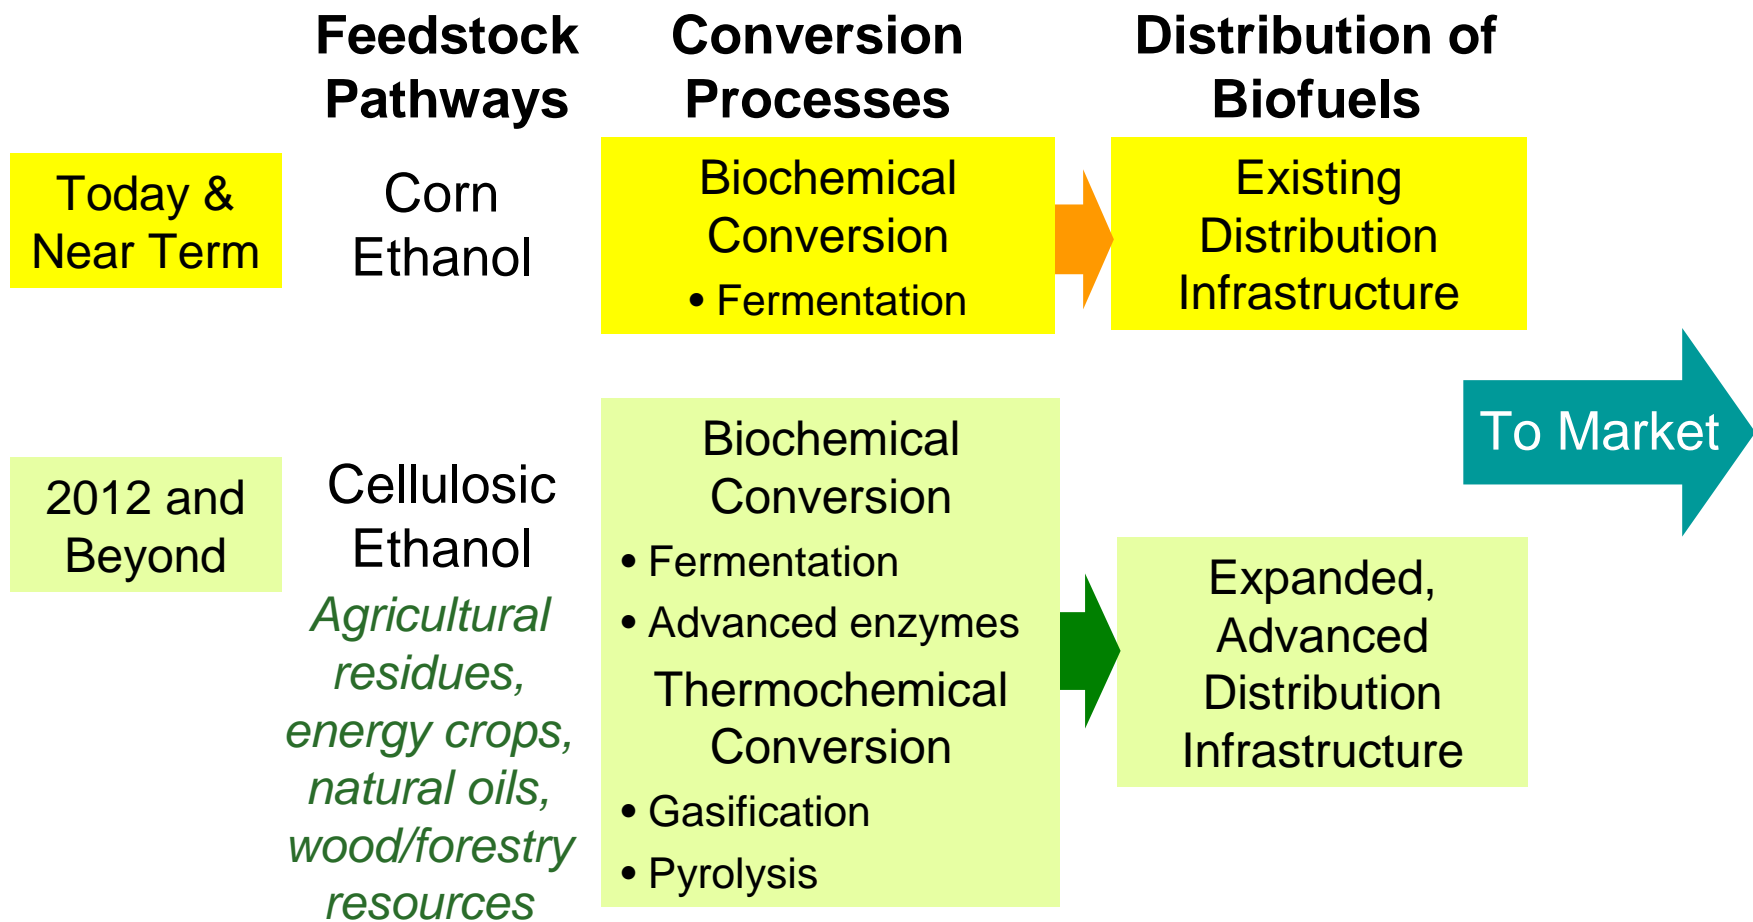 Feedstock
Pathways
Conversion
Processes
Distribution of
Biofuels
Today &
Near Term
Corn
Ethanol
Biochemical
Conversion
• Fermentation
Existing
Distribution
Infrastructure
To Market
2012 and
Beyond
Cellulosic
Ethanol
Agricultural
residues,
energy crops,
natural oils,
wood/forestry
resources
Biochemical
Conversion
• Fermentation
• Advanced enzymes
Thermochemical
Conversion
• Gasification
• Pyrolysis
Expanded,
Advanced
Distribution
Infrastructure